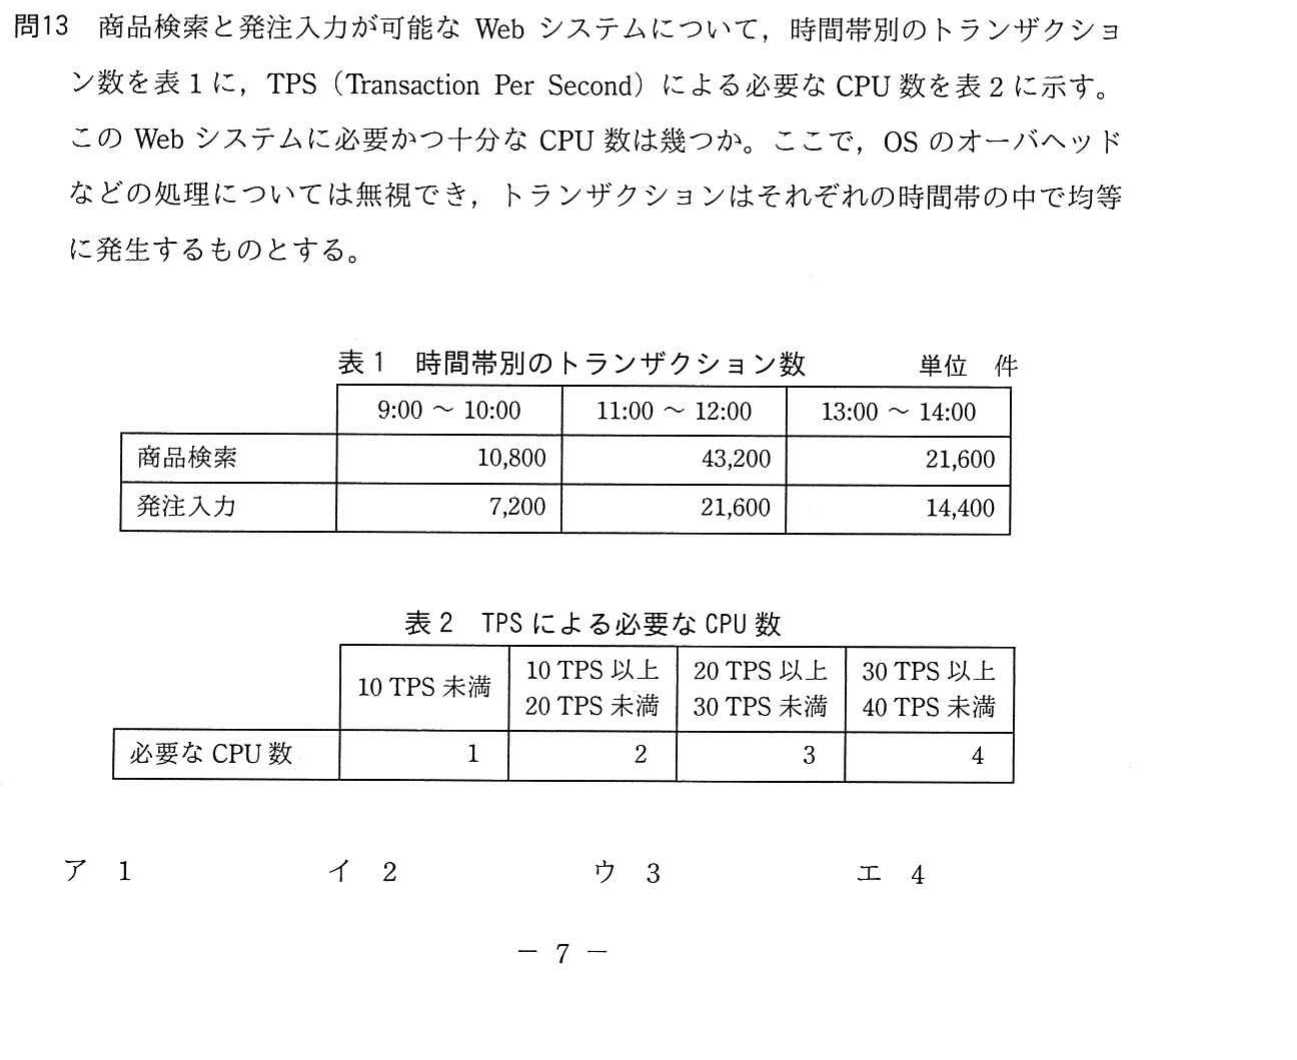 問13 商品検索と発注入力が可能な Web システムについて，時間帯別のトランザクショ
ン数を表1に，TPS（Transaction Per Second）による必要な CPU 数を表2に示す。
この Web システムに必要かつ十分な CPU 数は幾つか。ここで，OS のオーバヘッド
などの処理については無視でき，トランザクションはそれぞれの時間帯の中で均等
に発生するものとする。
表1 時間帯別のトランザクション数 単位 件
9:00 ～ 10:00 11:00 ～ 12:00 13:00 ～ 14:00
商品検索 10,800 43,200 21,600
発注入力 7,200 21,600 14,400
表2 TPS による必要な CPU 数
10 TPS 未満 10 TPS 以上 20 TPS 以上 30 TPS 以上
20 TPS 未満 30 TPS 未満 40 TPS 未満
必要な CPU 数 1 2 3 4
ア 1 イ 2 ウ 3 エ 4
－ 7 －